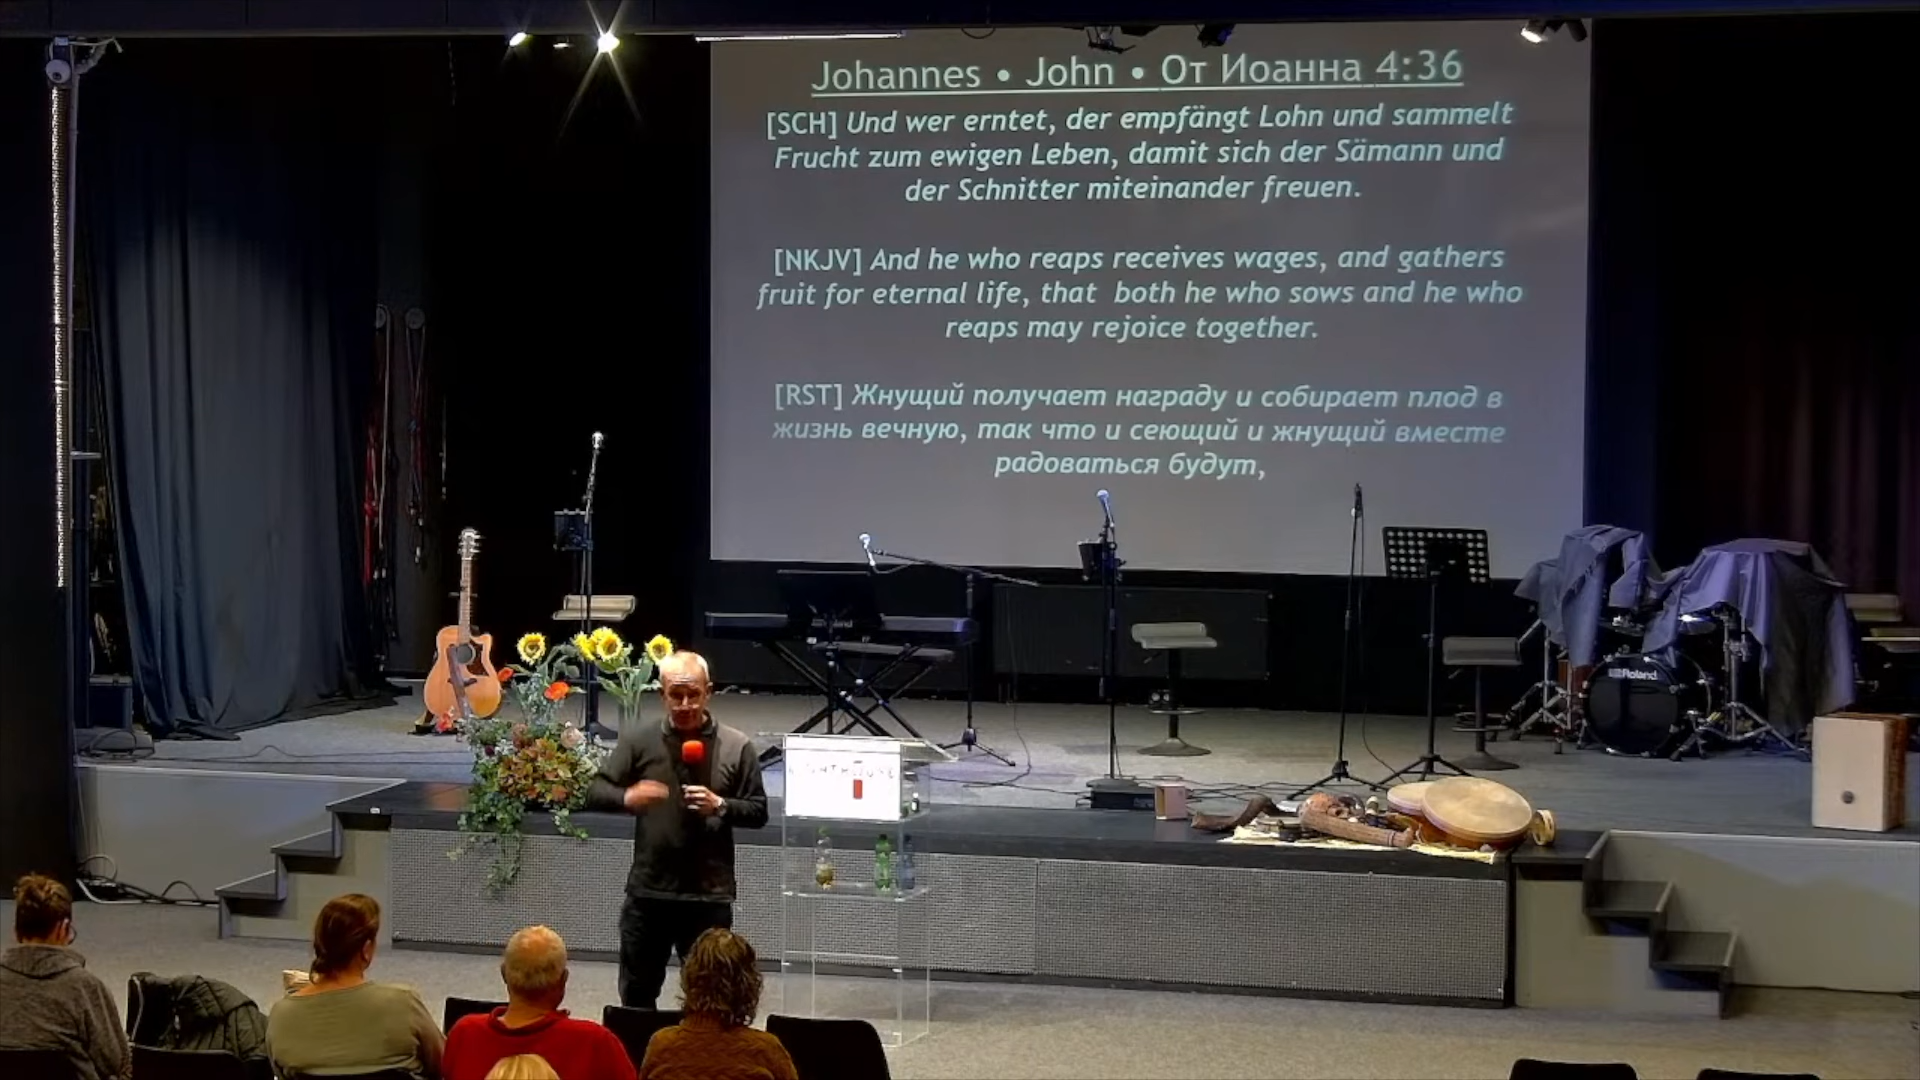 Johannes • John • От Иоанна 4:36
[SCH] Und wer erntet, der empfängt Lohn und sammelt
Frucht zum ewigen Leben, damit sich der Sämann und
der Schnitter miteinander freuen.
[NKJV] And he who reaps receives wages, and gathers
fruit for eternal life, that both he who sows and he who
reaps may rejoice together.
[RST] Жнущий получает награду и собирает плод в
жизнь вечную, так что и сеющий и жнущий вместе
радоваться будут,
Roland